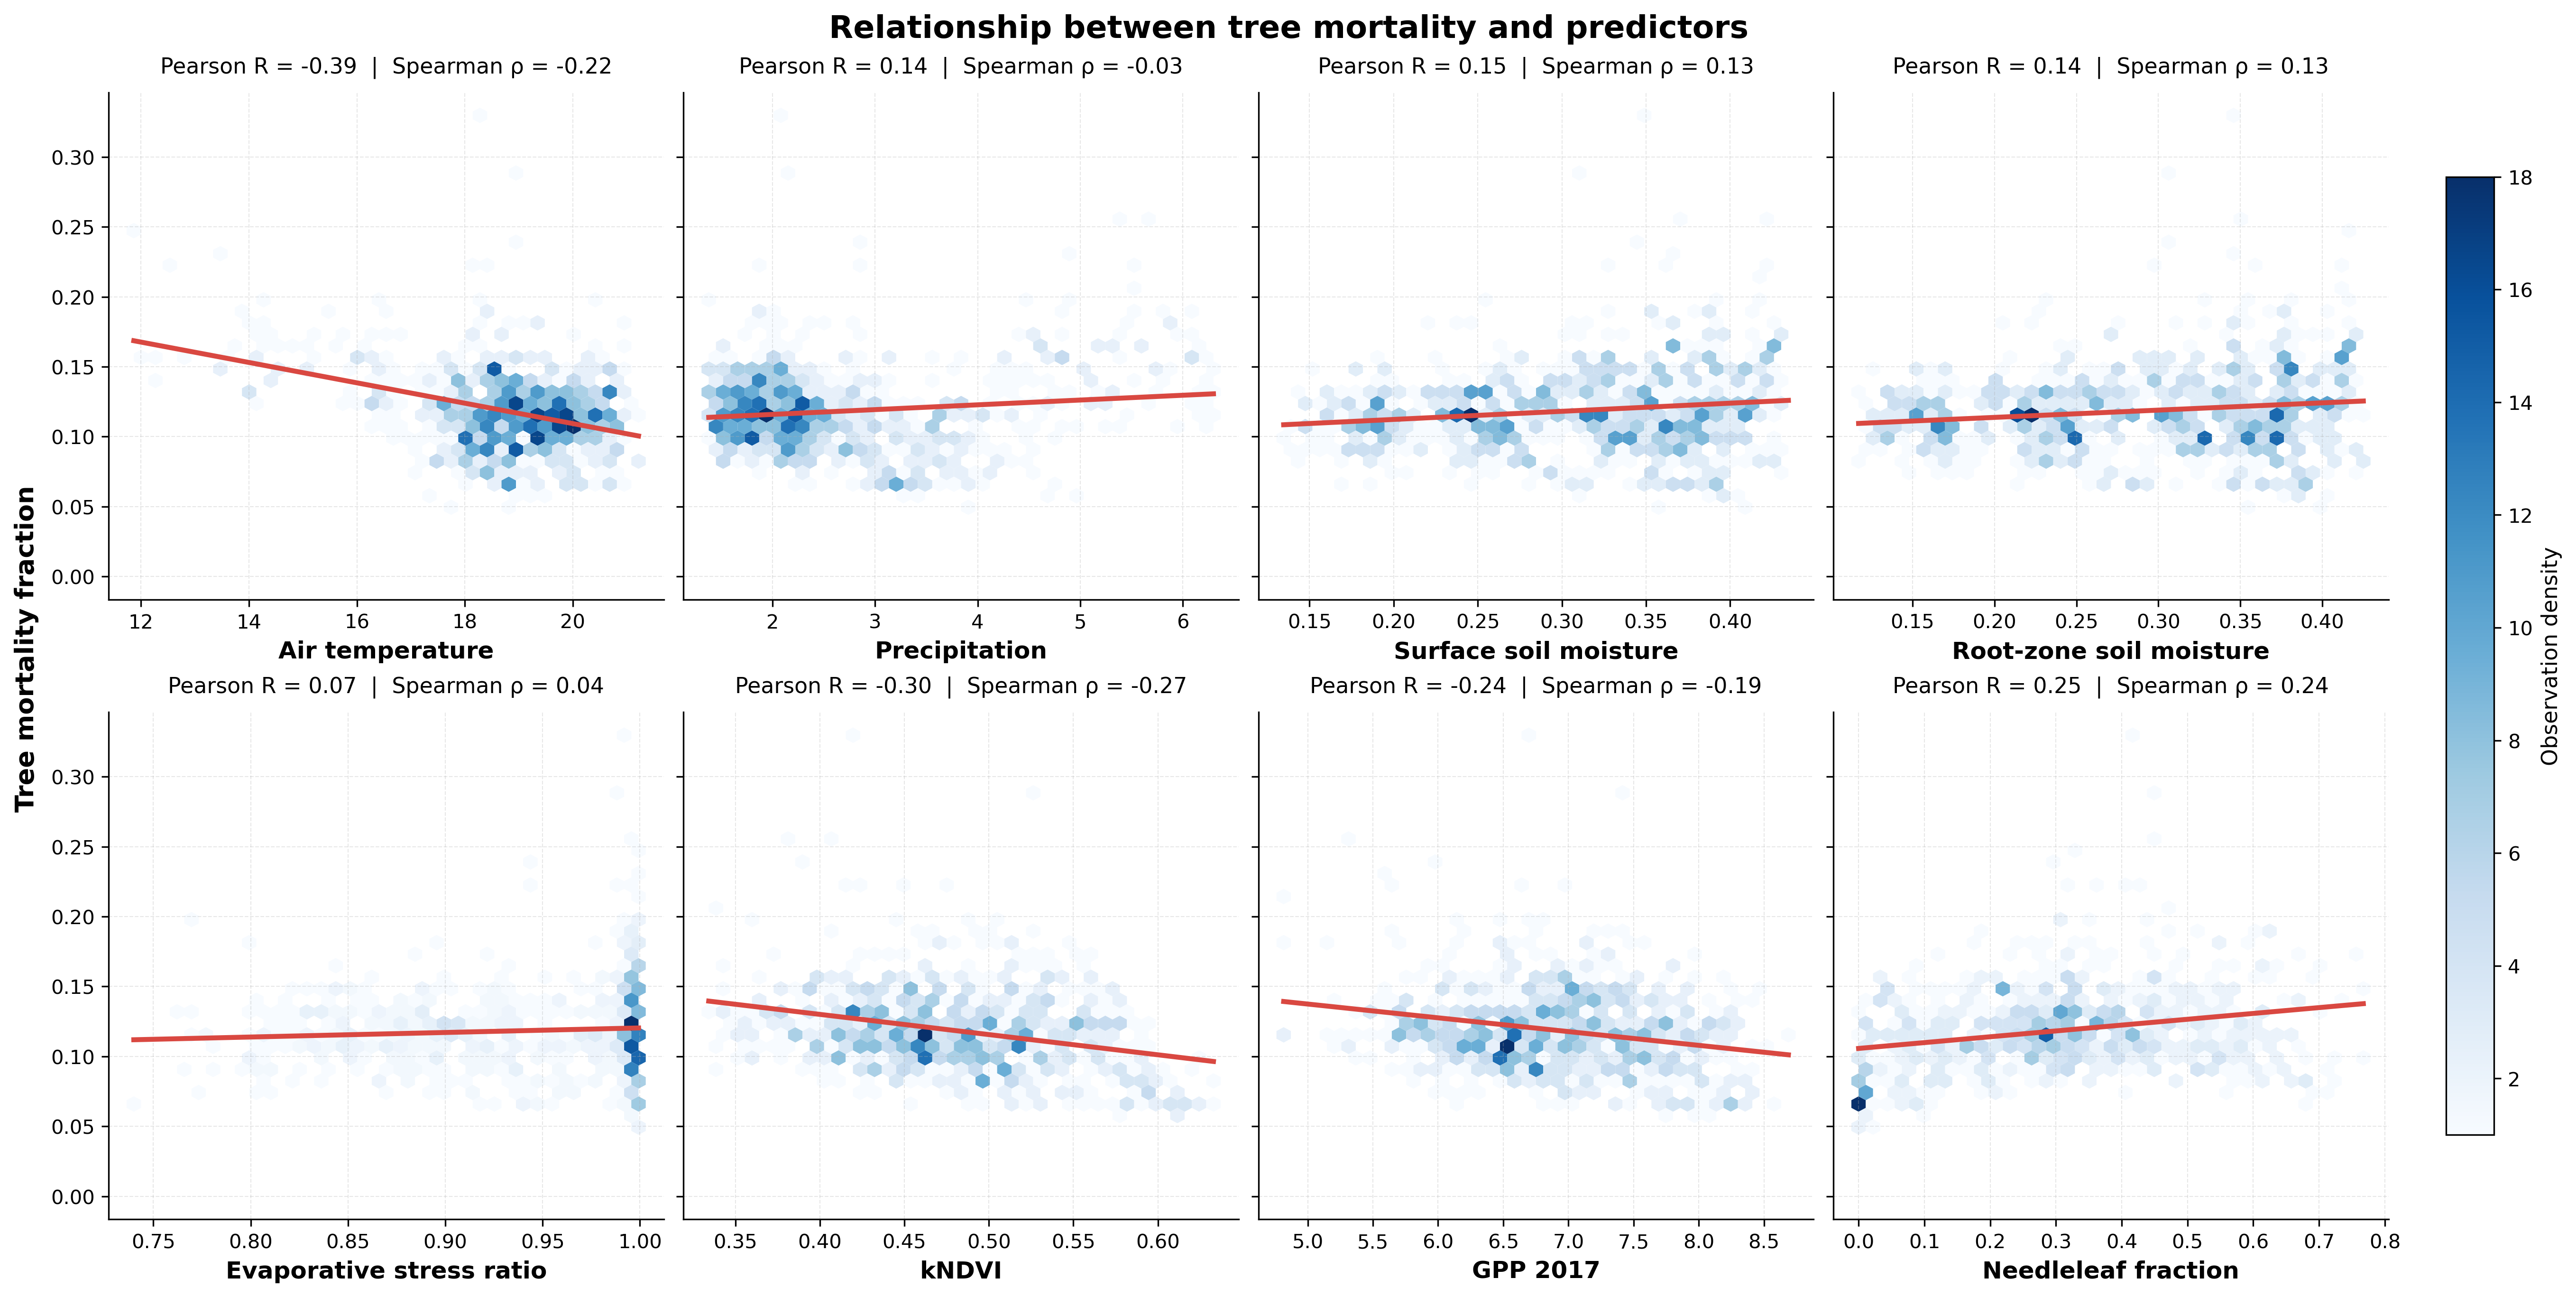 Relationship between tree mortality and predictors
Pearson R = -0.39 | Spearman ρ = -0.22
Pearson R = 0.14 | Spearman ρ = -0.03
Pearson R = 0.15 | Spearman ρ = 0.13
Pearson R = 0.14 | Spearman ρ = 0.13
Tree mortality fraction
0.30
0.25
0.20
0.15
0.10
0.05
0.00
12 14 16 18 20
2 3 4 5 6
0.15 0.20 0.25 0.30 0.35 0.40
0.15 0.20 0.25 0.30 0.35 0.40
Air temperature
Precipitation
Surface soil moisture
Root-zone soil moisture
Pearson R = 0.07 | Spearman ρ = 0.04
Pearson R = -0.30 | Spearman ρ = -0.27
Pearson R = -0.24 | Spearman ρ = -0.19
Pearson R = 0.25 | Spearman ρ = 0.24
0.30
0.25
0.20
0.15
0.10
0.05
0.00
0.75 0.80 0.85 0.90 0.95 1.00
0.35 0.40 0.45 0.50 0.55 0.60
5.0 5.5 6.0 6.5 7.0 7.5 8.0 8.5
0.0 0.1 0.2 0.3 0.4 0.5 0.6 0.7 0.8
Evaporative stress ratio
kNDVI
GPP 2017
Needleleaf fraction
18
16
14
12
10
8
6
4
2
Observation density